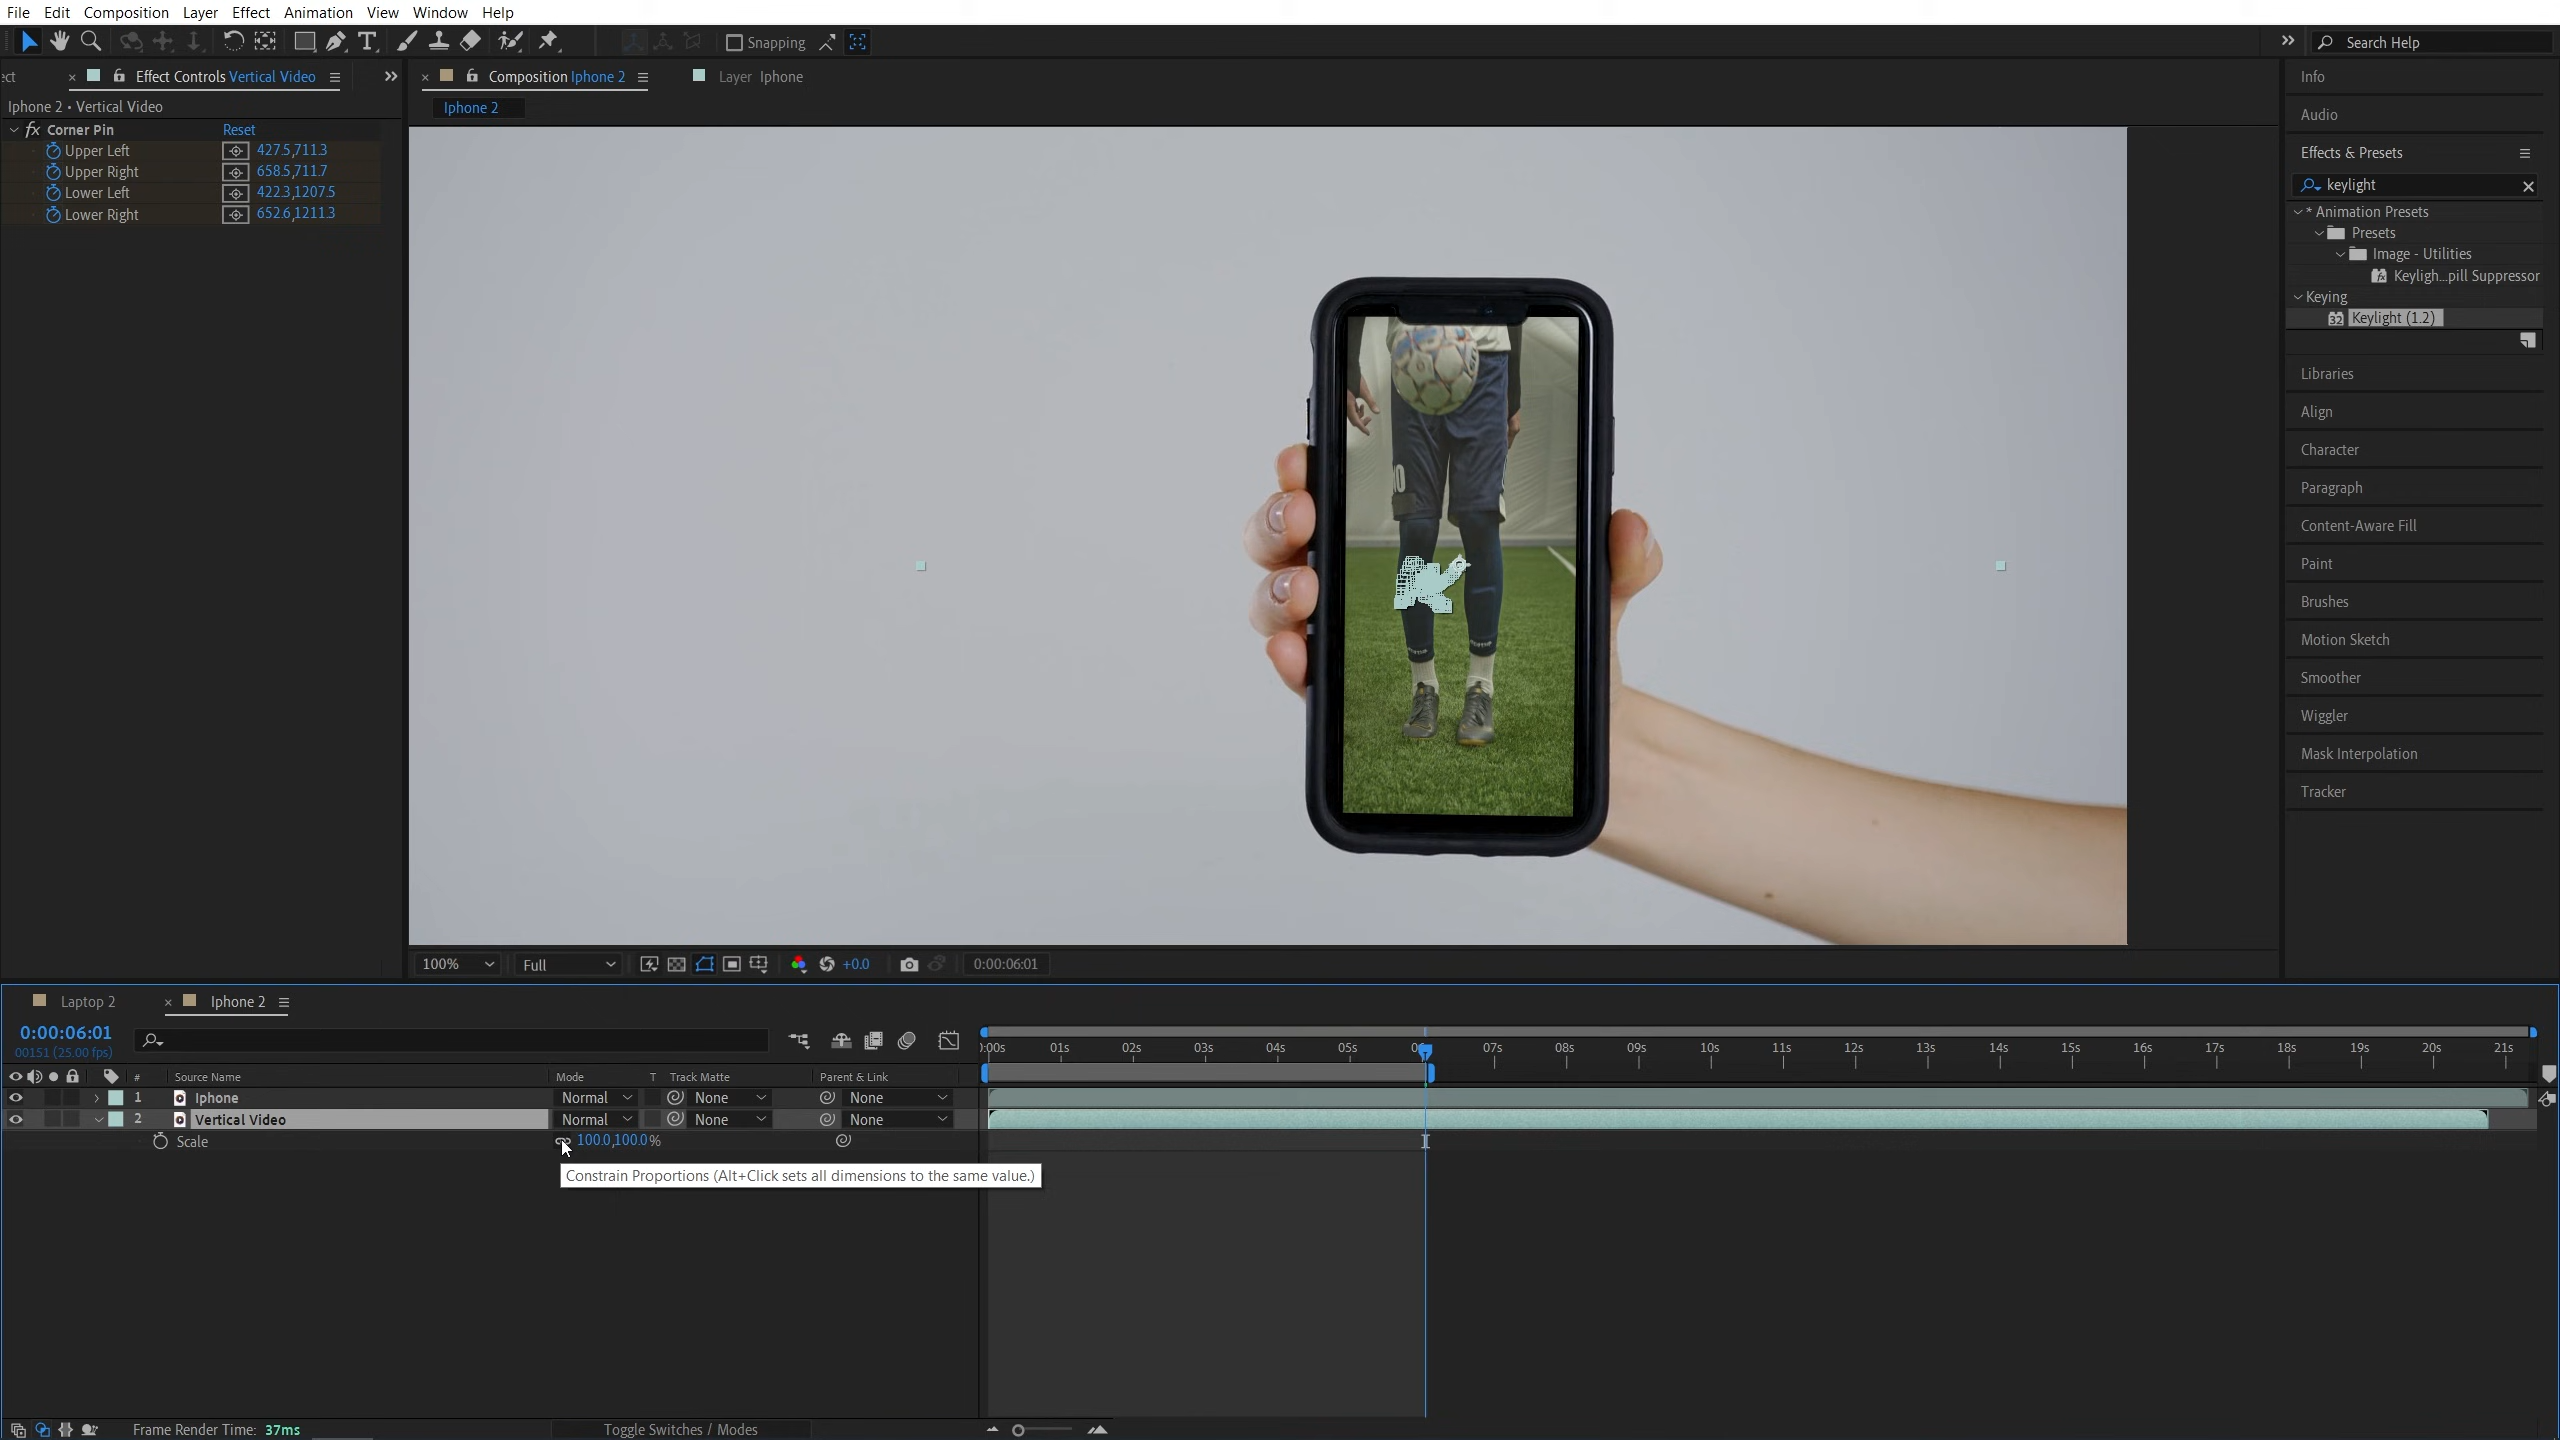 File Edit Composition Layer Effect Animation View Window Help
Snapping
Search Help
ect
Effect Controls Vertical Video
Composition Iphone 2
Layer Iphone
Iphone 2 • Vertical Video
Iphone 2
fx Corner Pin Reset
Upper Left 427.5,711.3
Upper Right 658.5,711.7
Lower Left 422.3,1207.5
Lower Right 652.6,1211.3
Info
Audio
Effects & Presets
keylight
* Animation Presets
Presets
Image - Utilities
Keyligh...pill Suppressor
Keying
Keylight (1.2)
Libraries
Align
Character
Paragraph
Content-Aware Fill
Paint
Brushes
Motion Sketch
Smoother
Wiggler
Mask Interpolation
Tracker
100% Full +0.0 0:00:06:01
Laptop 2 Iphone 2
0:00:06:01
00151 (25.00 fps)
):00s 01s 02s 03s 04s 05s 07s 08s 09s 10s 11s 12s 13s 14s 15s 16s 17s 18s 19s 20s 21s
# Source Name Mode T Track Matte Parent & Link
1 Iphone Normal None None
2 Vertical Video Normal None None
Scale 100.0,100.0%
Constrain Proportions (Alt+Click sets all dimensions to the same value.)
Frame Render Time: 37ms Toggle Switches / Modes